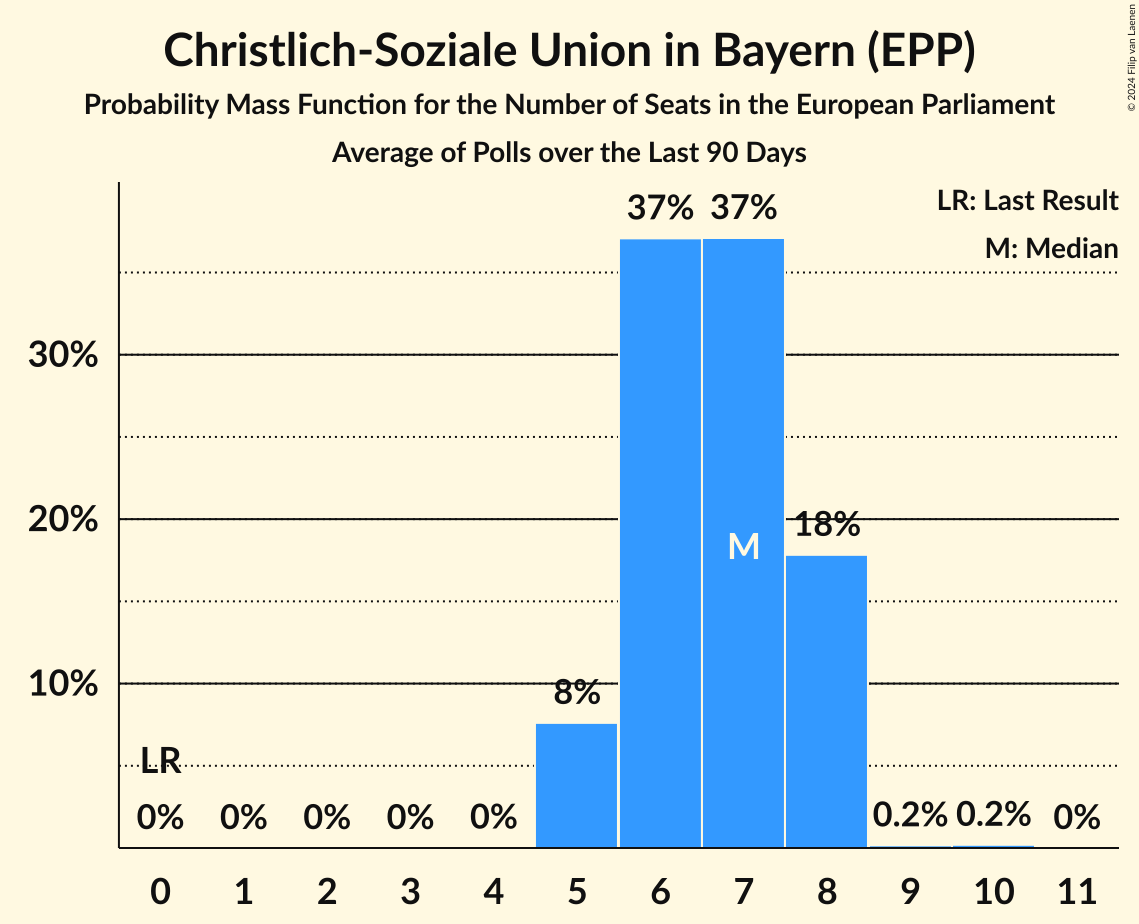 Christlich-Soziale Union in Bayern (EPP)
Probability Mass Function for the Number of Seats in the European Parliament
Average of Polls over the Last 90 Days
© 2024 Filip van Laenen
LR: Last Result
M: Median
37% 37%
30%
20%
18%
M
10%
8%
LR
0% 0% 0% 0% 0% 0.2% 0.2% 0%
0 1 2 3 4 5 6 7 8 9 10 11